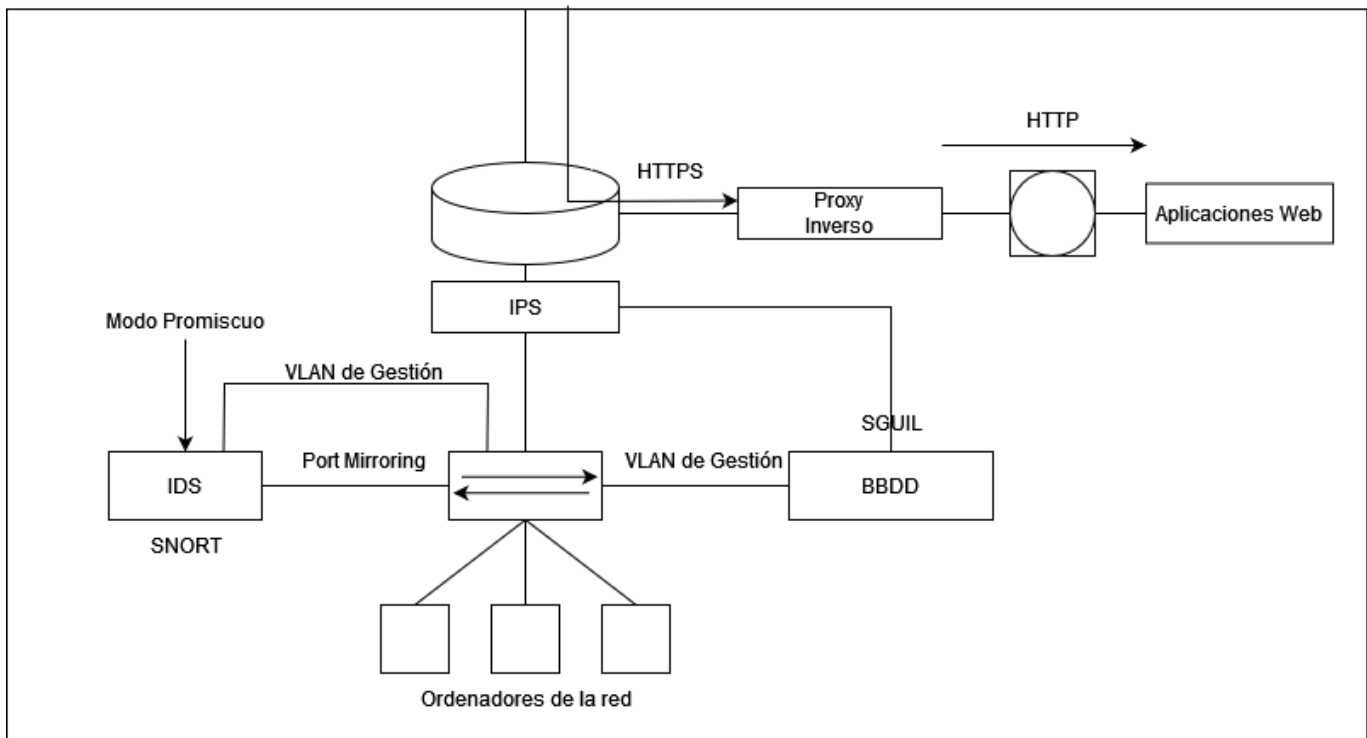 HTTP
HTTPS
Proxy
Inverso
Aplicaciones Web
IPS
Modo Promiscuo
VLAN de Gestión
SGUIL
Port Mirroring
VLAN de Gestión
IDS
BBDD
SNORT
Ordenadores de la red